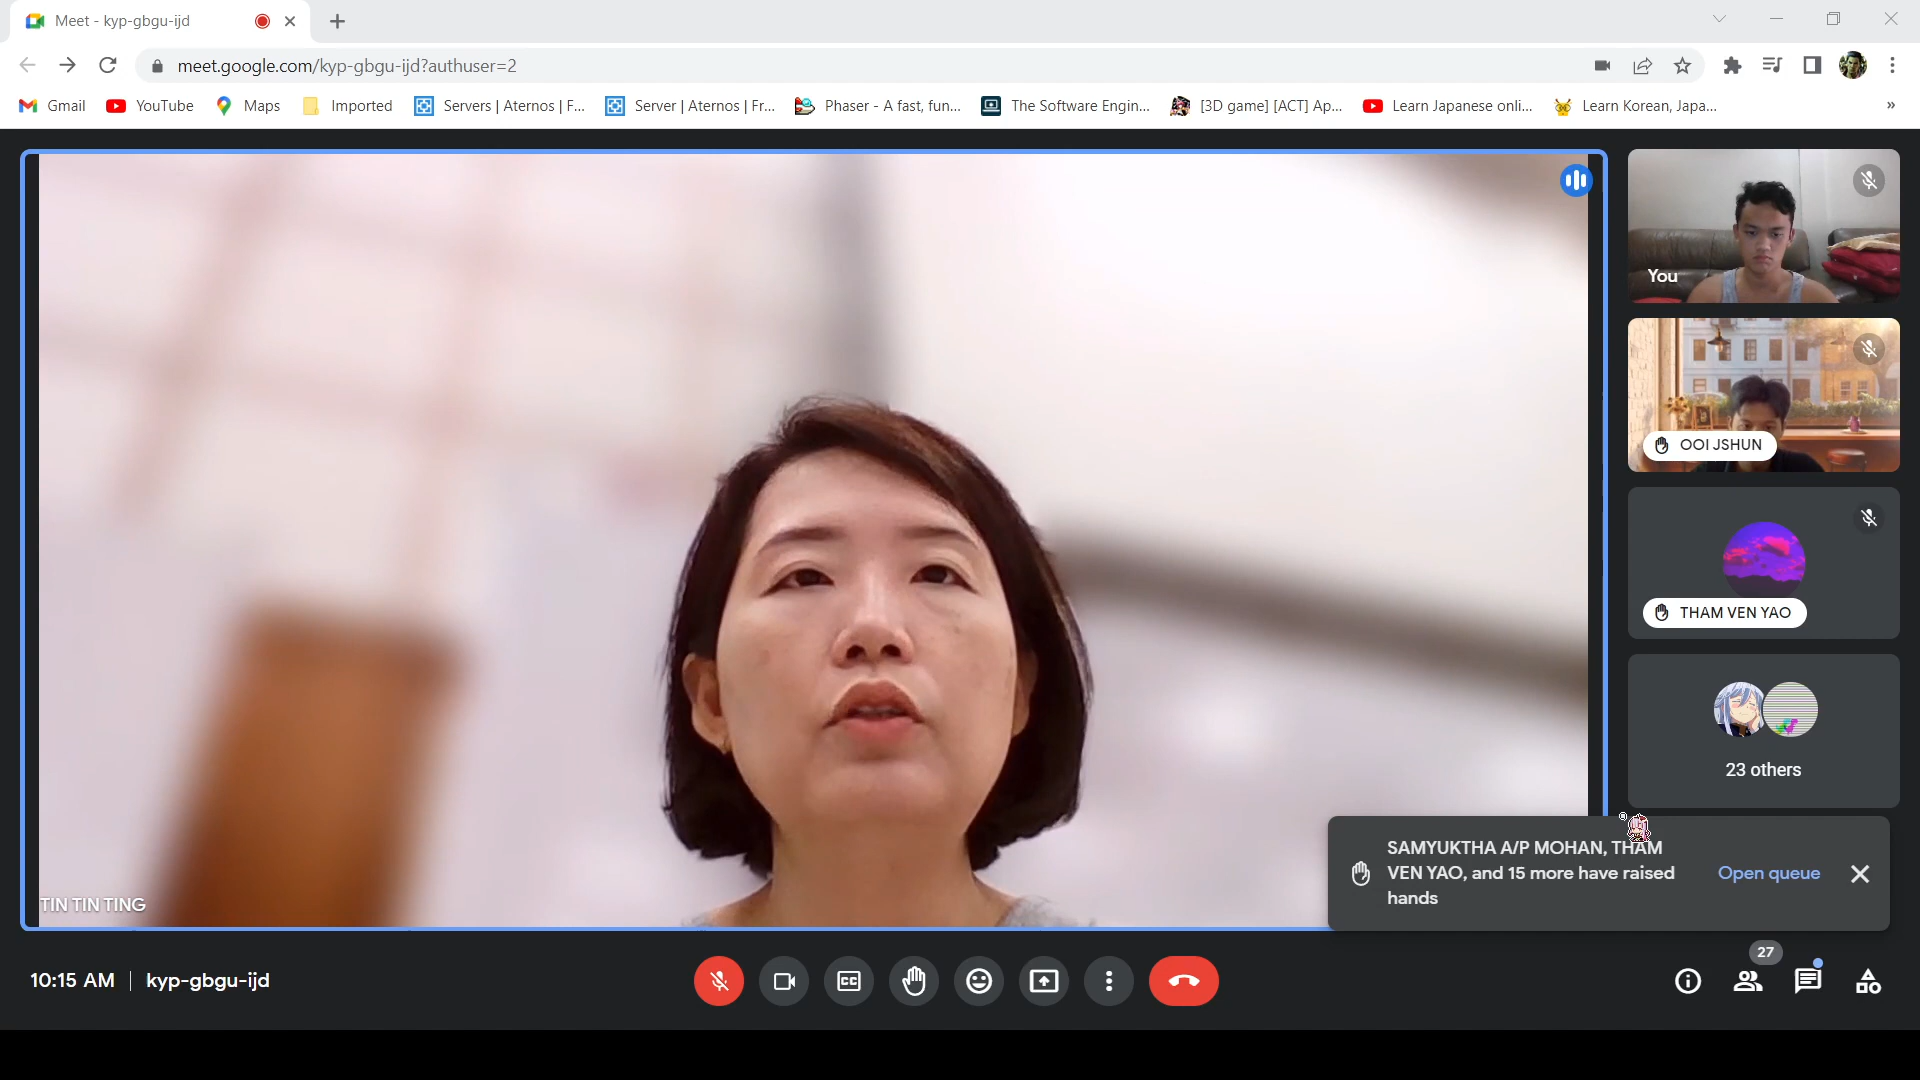 Meet - kyp-gbgu-ijd
meet.google.com/kyp-gbgu-ijd?authuser=2
Gmail
YouTube
Maps
Imported
Servers | Aternos | F...
Server | Aternos | Fr...
Phaser - A fast, fun...
The Software Engin...
[3D game] [ACT] Ap...
Learn Japanese onli...
Learn Korean, Japa...
»
You
OOI JSHUN
THAM VEN YAO
23 others
SAMYUKTHA A/P MOHAN, THAM
VEN YAO, and 15 more have raised
hands
Open queue
TIN TIN TING
10:15 AM | kyp-gbgu-ijd
CC
27